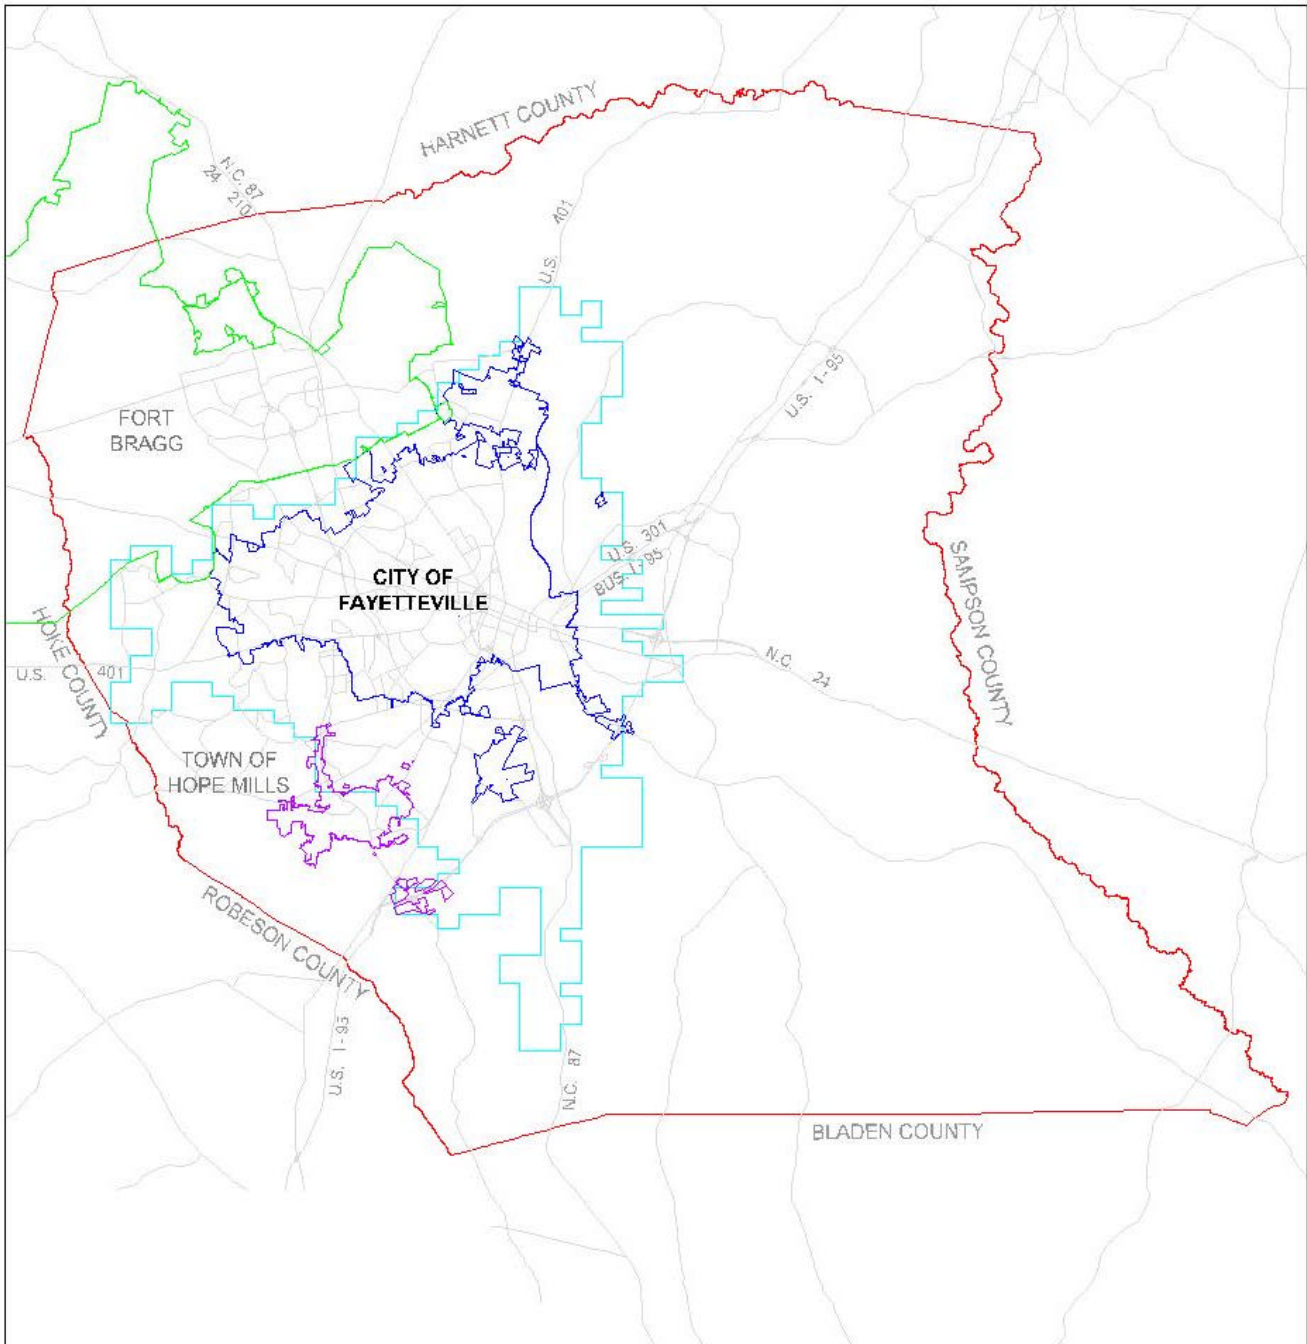 HARNETT COUNTY
N.C. 87
24 210
401
U.S.
U.S. I-95
FORT
BRAGG
U.S. 301
BUS. I-95
CITY OF
FAYETTEVILLE
SAMPSON COUNTY
HOKE COUNTY
N.C. 24
U.S. 401
TOWN OF
HOPE MILLS
ROBESON COUNTY
U.S. I-95
N.C. 87
BLADEN COUNTY